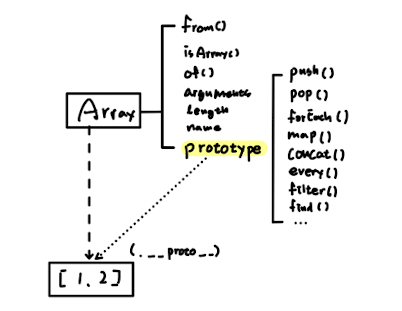 from()
isArray()
of()
arguments
length
name
prototype
Array
push()
pop()
forEach()
map()
concat()
every()
filter()
find()
...
(.__proto__)
[1, 2]